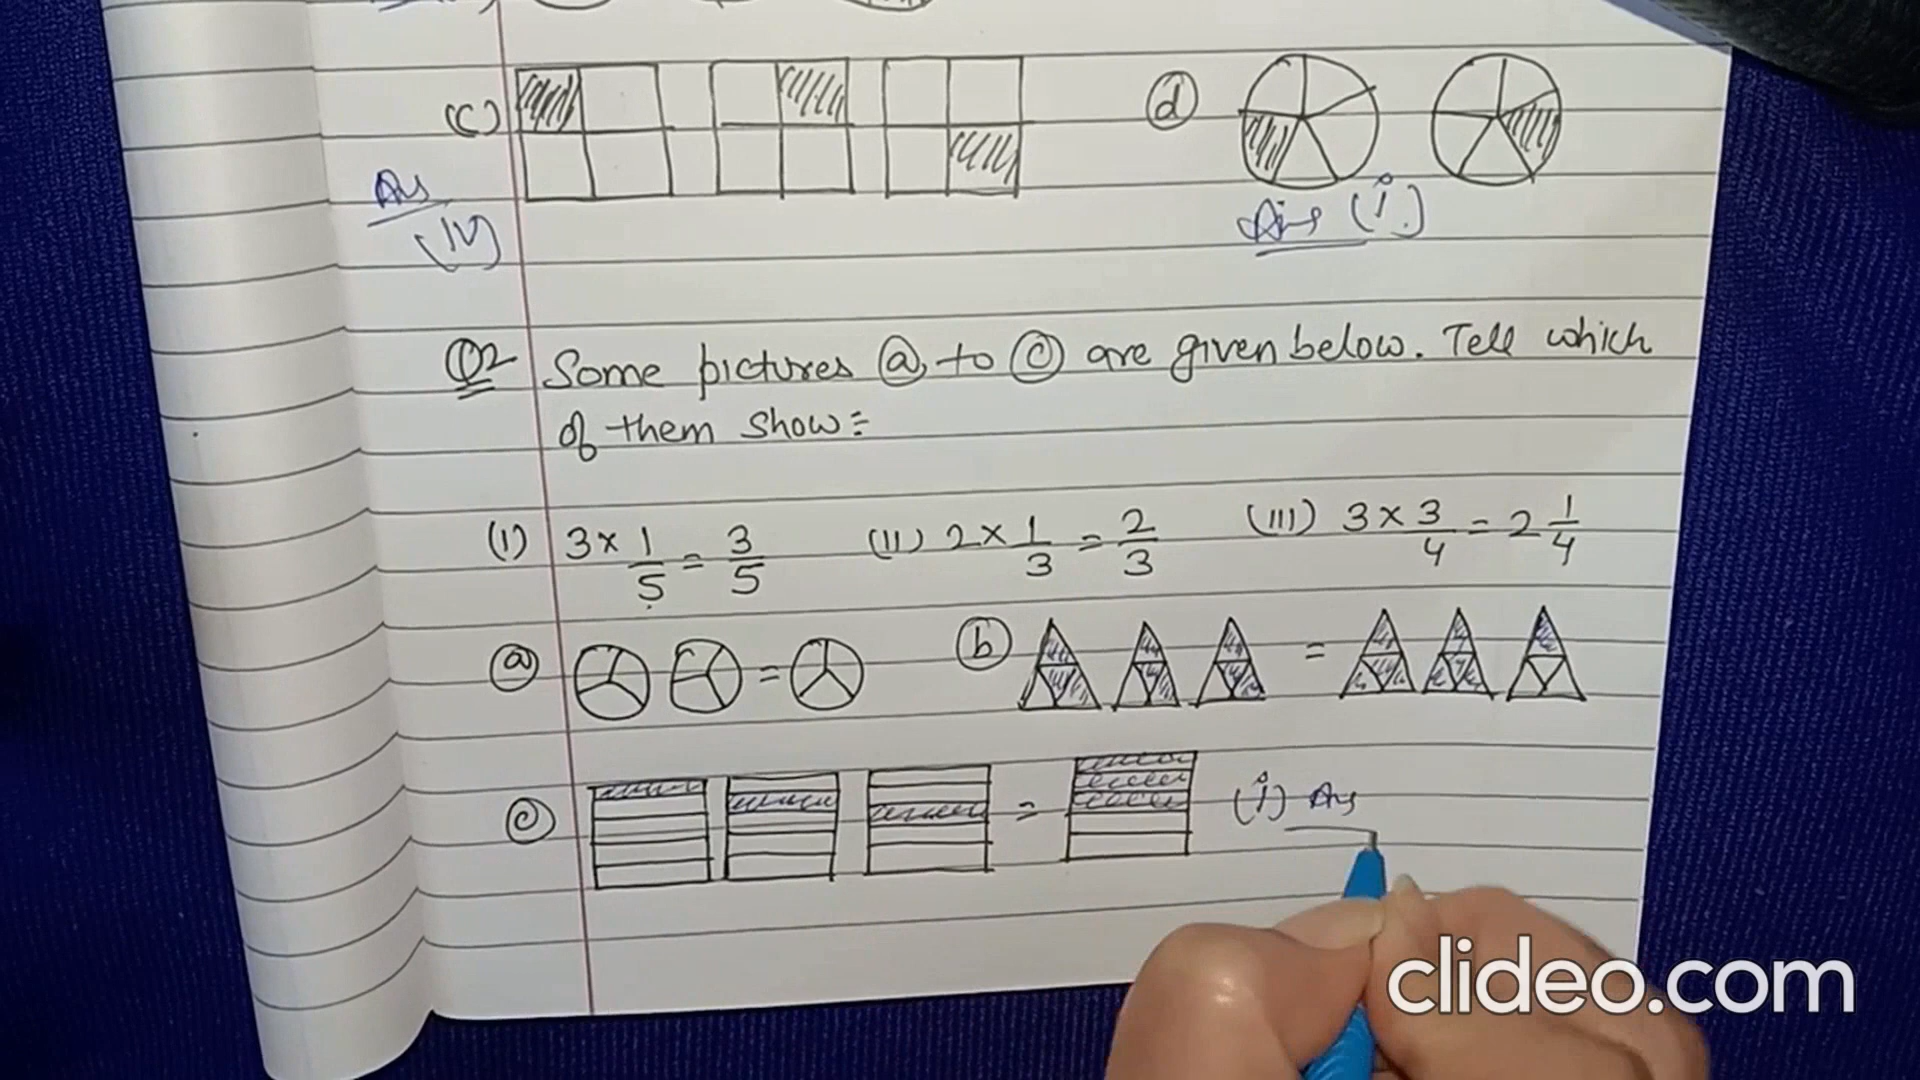 (C) (d)
Ans
(IV) Ans (i)
Q2 Some pictures (a) to (c) are given below. Tell which
of them show:
(I) 3 × 1/5 = 3/5 (II) 2 × 1/3 = 2/3 (III) 3 × 3/4 = 2 1/4
(a) = (b) =
(c) = (i) Ans
clideo.com